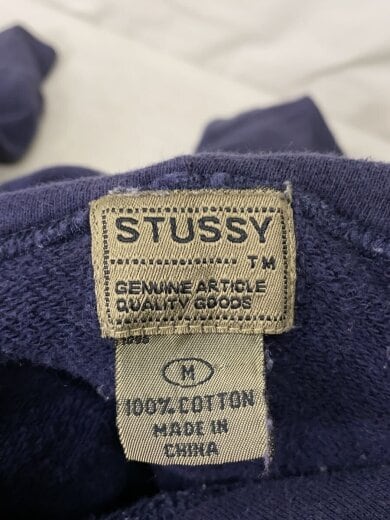 STUSSY
TM
GENUINE ARTICLE
QUALITY GOODS
M
100% COTTON
MADE IN
CHINA